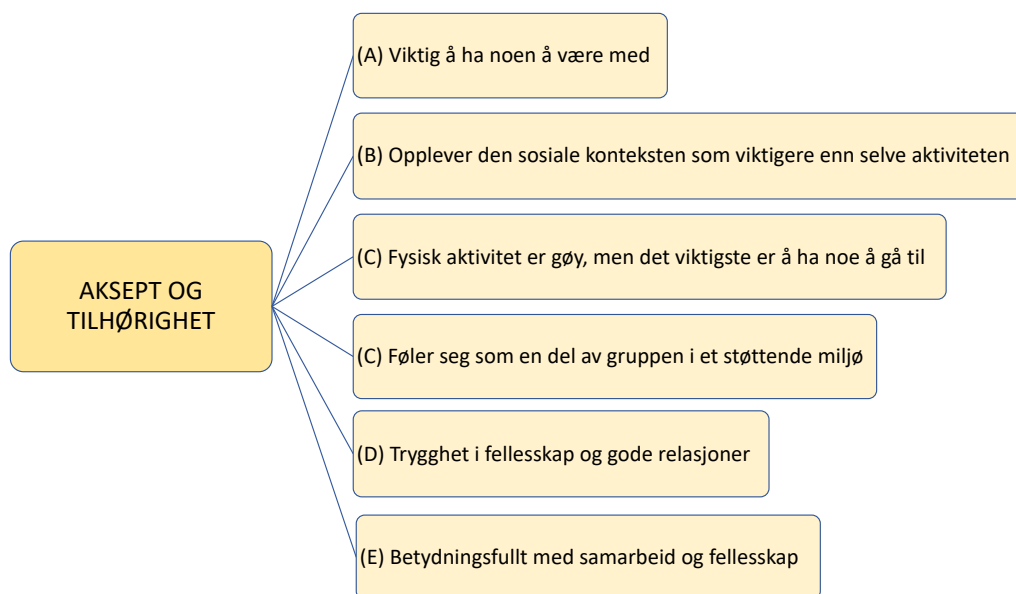 (A) Viktig å ha noen å være med
(B) Opplever den sosiale konteksten som viktigere enn selve aktiviteten
(C) Fysisk aktivitet er gøy, men det viktigste er å ha noe å gå til
AKSEPT OG
TILHØRIGHET
(C) Føler seg som en del av gruppen i et støttende miljø
(D) Trygghet i fellesskap og gode relasjoner
(E) Betydningsfullt med samarbeid og fellesskap